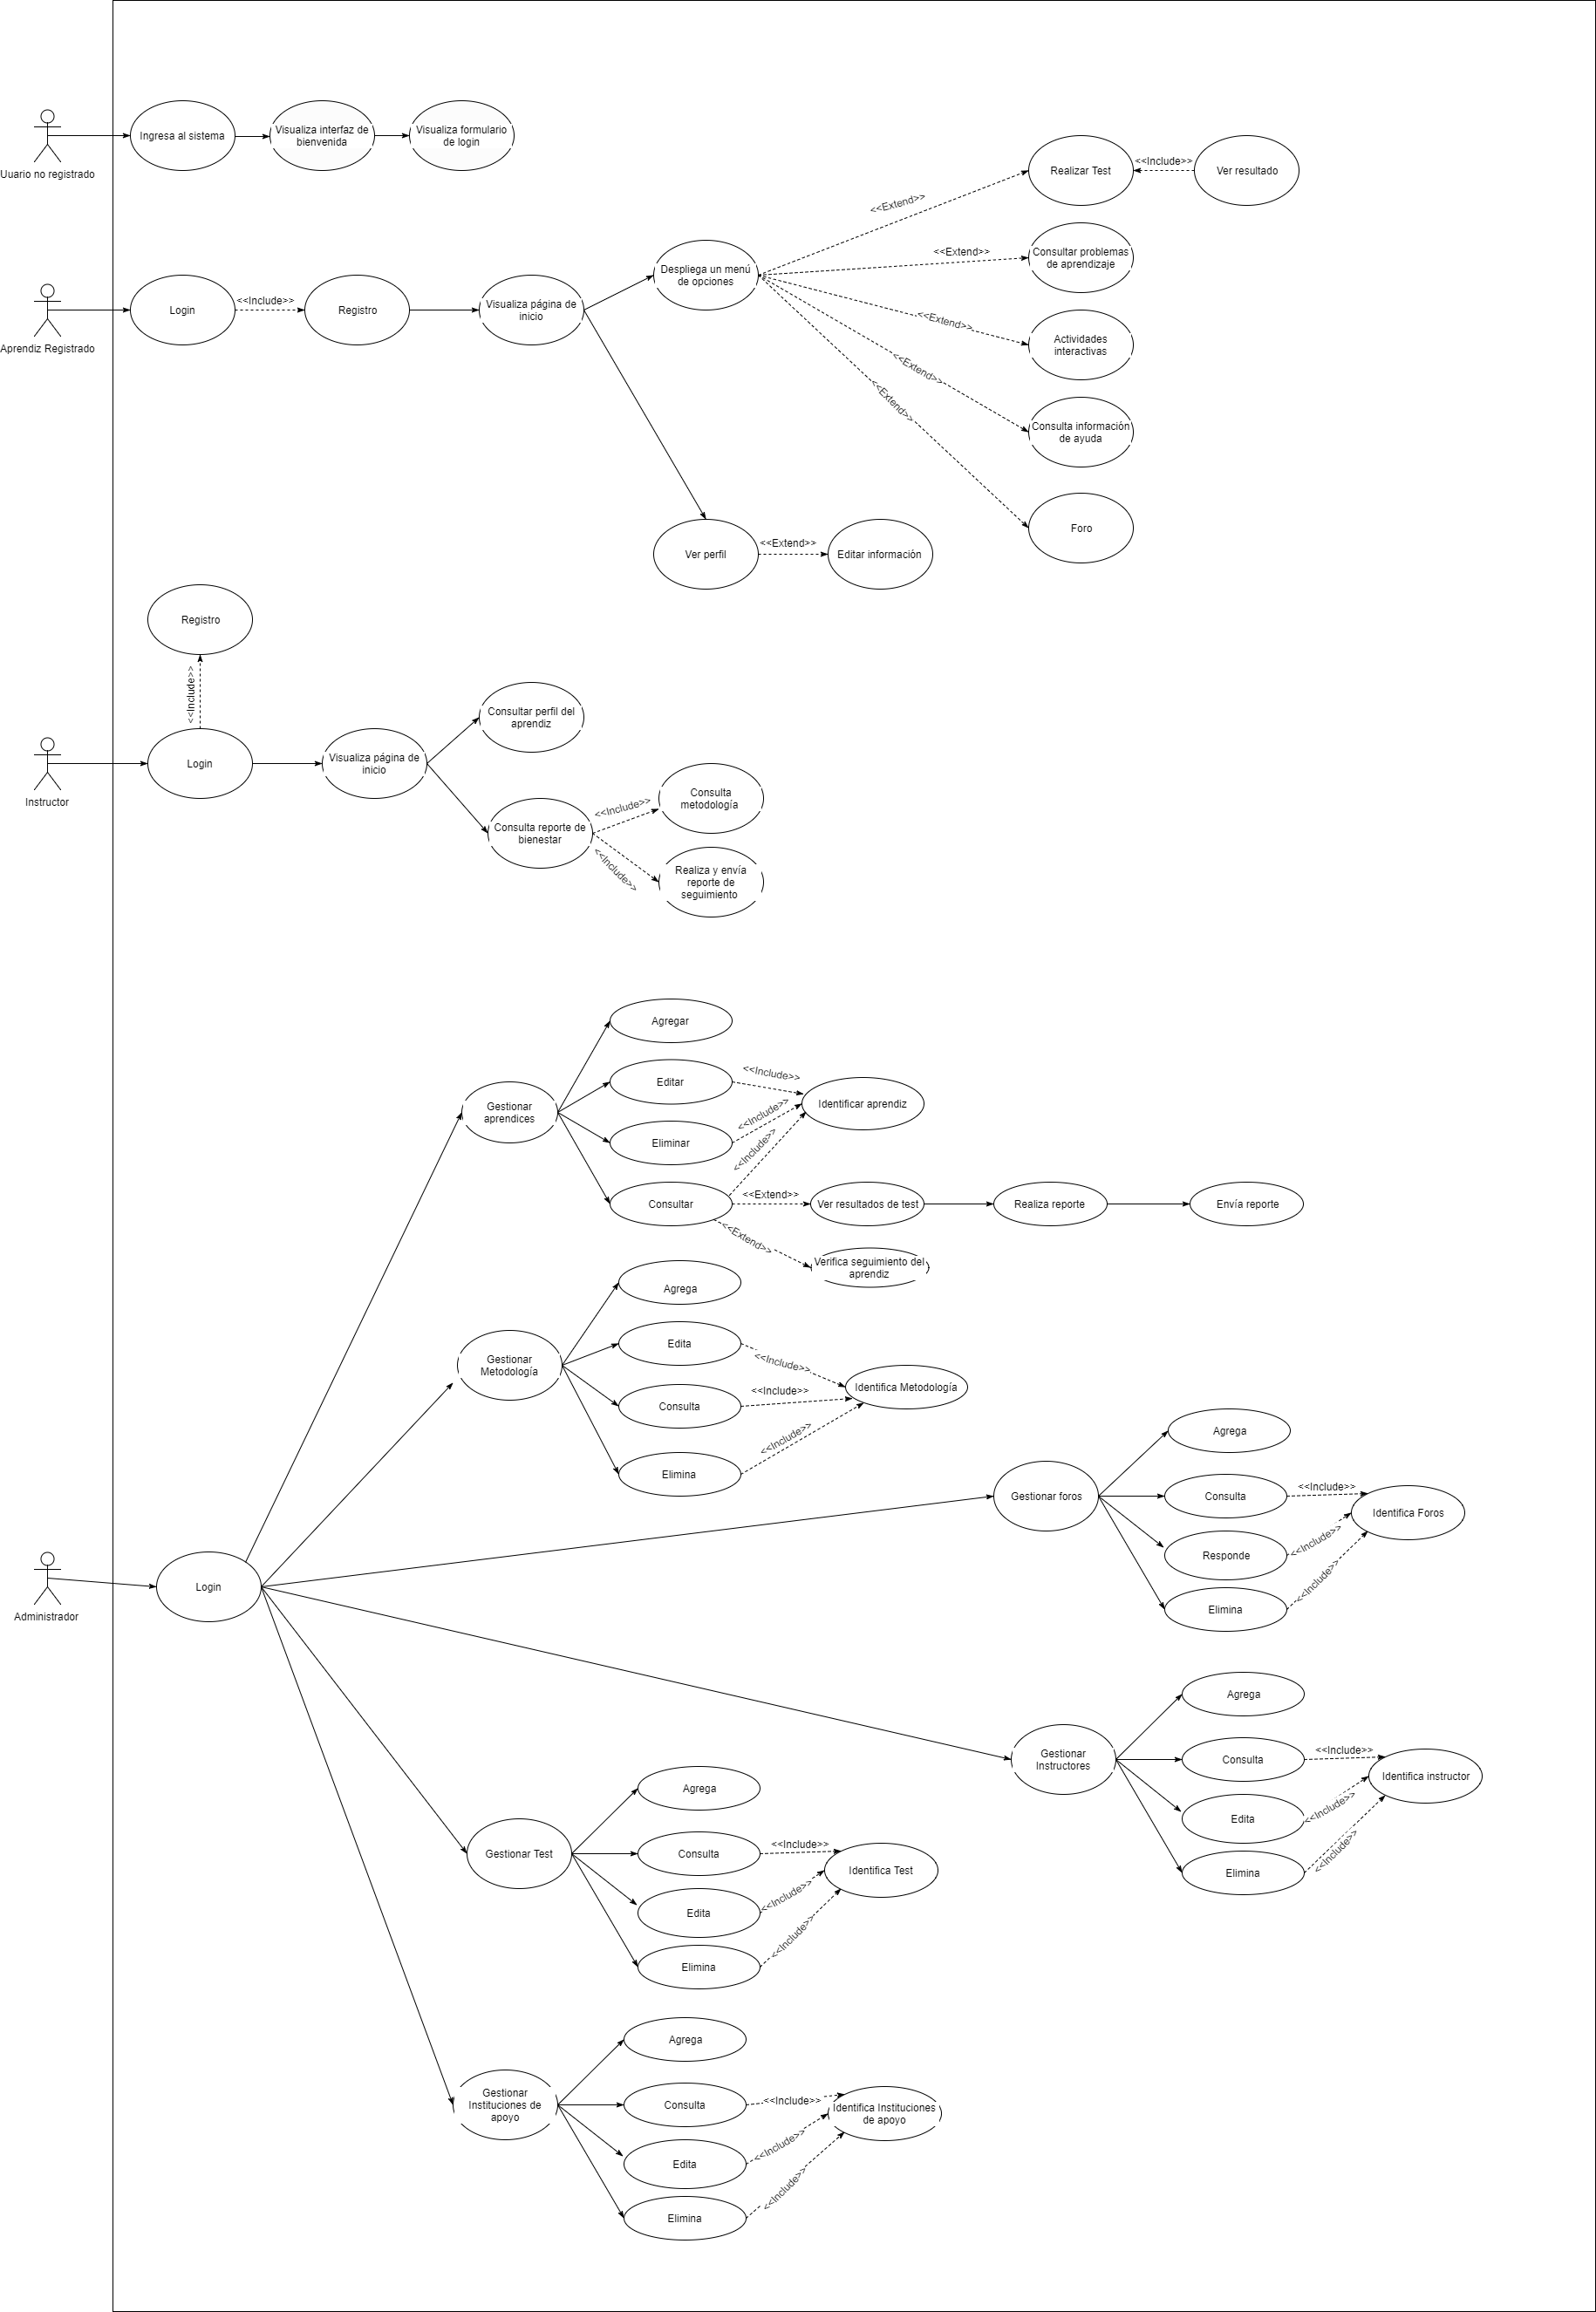 Ingresa al sistema
Visualiza interfaz de
bienvenida
Visualiza formulario
de login
Uuario no registrado
Realizar Test
<<Include>>
Ver resultado
<<Extend>>
<<Extend>>
Consultar problemas
de aprendizaje
Despliega un menú
de opciones
Login
<<Include>>
Registro
Visualiza página de
inicio
Aprendiz Registrado
<<Extend>>
Actividades
interactivas
<<Extend>>
<<Extend>>
Consulta información
de ayuda
Foro
Ver perfil
<<Extend>>
Editar información
Registro
<<Include>>
Login
Visualiza página de
inicio
Instructor
Consultar perfil del
aprendiz
Consulta reporte de
bienestar
<<Include>>
Consulta
metodología
<<Include>>
Realiza y envía
reporte de
seguimiento
Agregar
Editar
<<Include>>
Gestionar
aprendices
Identificar aprendiz
<<Include>>
Eliminar
<<Include>>
Consultar
<<Extend>>
Ver resultados de test
Realiza reporte
Envía reporte
<<Extend>>
Verifica seguimiento del
aprendiz
Agrega
Edita
<<Include>>
Gestionar
Metodología
Consulta
<<Include>>
Identifica Metodología
<<Include>>
Elimina
Agrega
Gestionar foros
Consulta
<<Include>>
Identifica Foros
<<Include>>
Responde
<<Include>>
Elimina
Login
Administrador
Agrega
Gestionar
Instructores
Consulta
<<Include>>
Identifica instructor
<<Include>>
Edita
<<Include>>
Elimina
Agrega
Gestionar Test
Consulta
<<Include>>
Identifica Test
<<Include>>
Edita
<<Include>>
Elimina
Agrega
Gestionar
Instituciones de
apoyo
Consulta
<<Include>>
Identifica Instituciones
de apoyo
<<Include>>
Edita
<<Include>>
Elimina